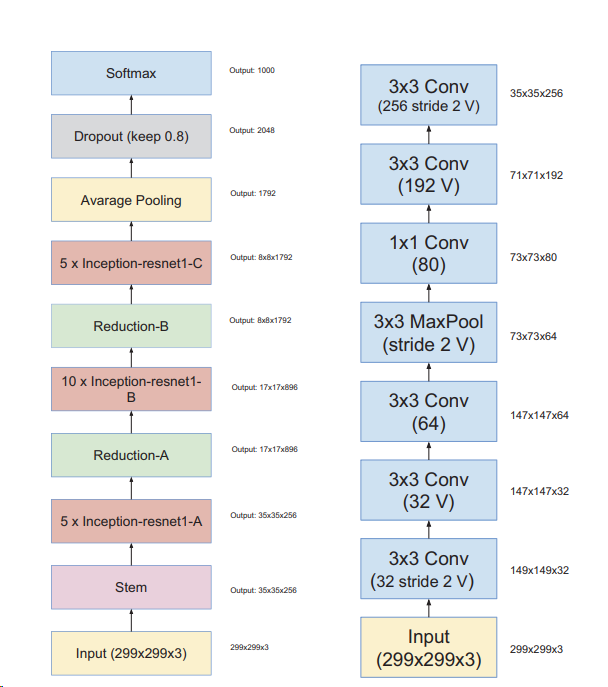 Softmax
Output: 1000
Dropout (keep 0.8)
Output: 2048
Avarage Pooling
Output: 1792
5 x Inception-resnet1-C
Output: 8x8x1792
Reduction-B
Output: 8x8x1792
10 x Inception-resnet1-
B
Output: 17x17x896
Reduction-A
Output: 17x17x896
5 x Inception-resnet1-A
Output: 35x35x256
Stem
Output: 35x35x256
Input (299x299x3)
299x299x3
3x3 Conv
(256 stride 2 V)
35x35x256
3x3 Conv
(192 V)
71x71x192
1x1 Conv
(80)
73x73x80
3x3 MaxPool
(stride 2 V)
73x73x64
3x3 Conv
(64)
147x147x64
3x3 Conv
(32 V)
147x147x32
3x3 Conv
(32 stride 2 V)
149x149x32
Input
(299x299x3)
299x299x3